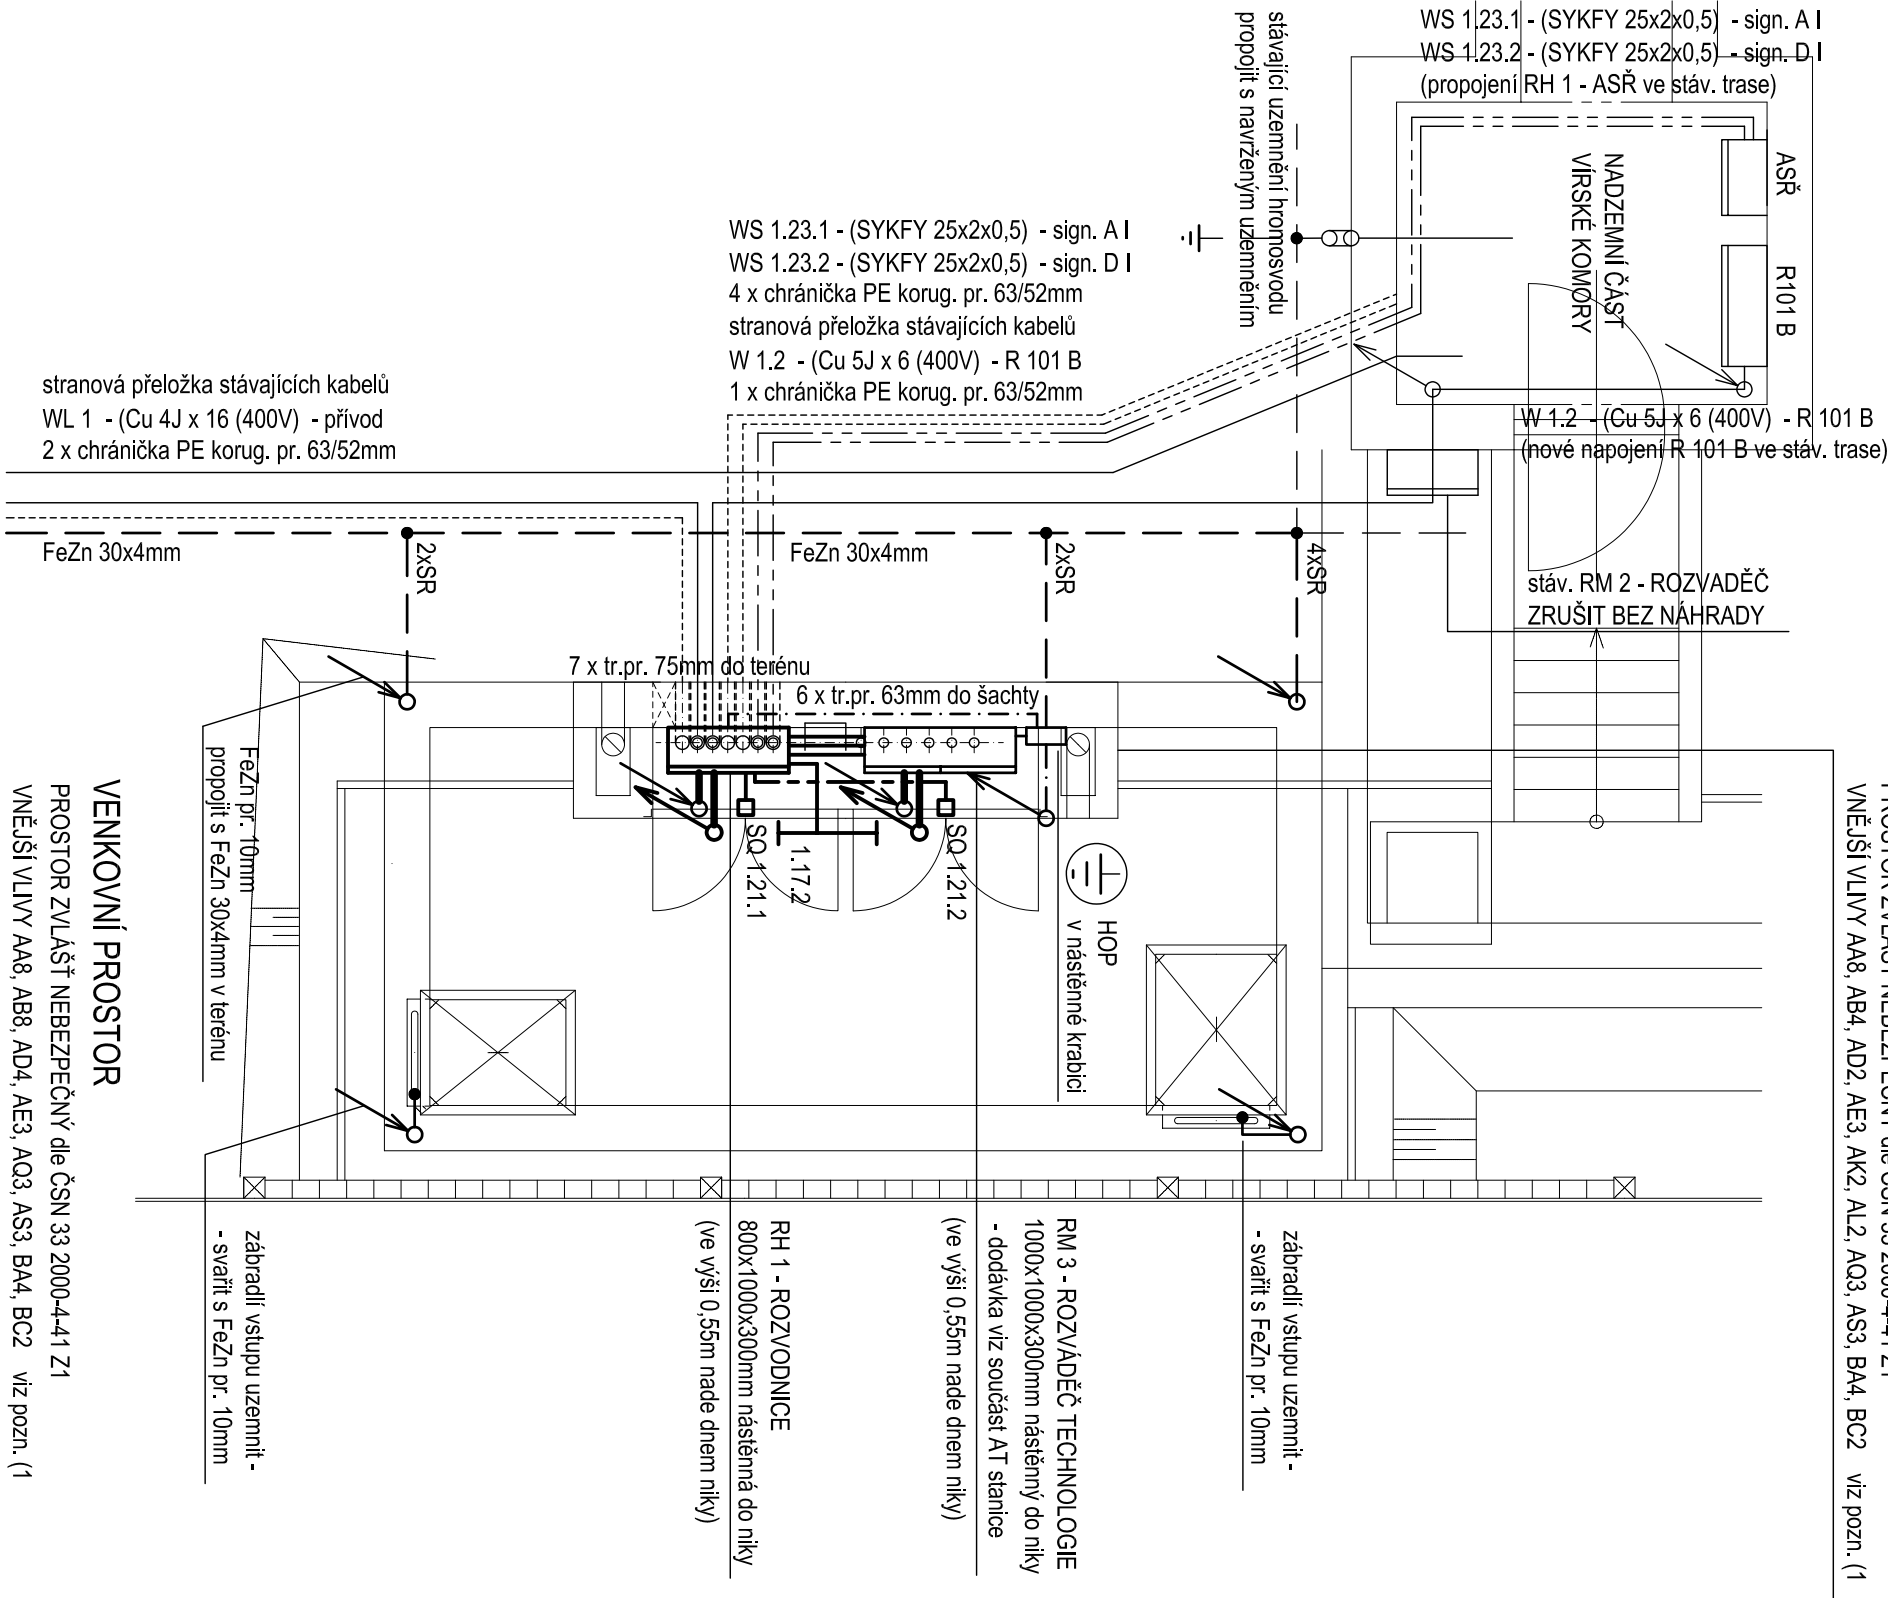 WS 1.23.1 - (SYKFY 25x2x0,5) - sign. A I
WS 1.23.2 - (SYKFY 25x2x0,5) - sign. D I
(propojení RH 1 - ASŘ ve stáv. trase)
stávající uzemnění hromosvodu
propojit s navrženým uzemněním
ASŘ
NADZEMNÍ ČÁST
VÍRSKÉ KOMORY
R101 B
WS 1.23.1 - (SYKFY 25x2x0,5) - sign. A I
WS 1.23.2 - (SYKFY 25x2x0,5) - sign. D I
4 x chránička PE korug. pr. 63/52mm
stranová přeložka stávajících kabelů
W 1.2 - (Cu 5J x 6 (400V) - R 101 B
1 x chránička PE korug. pr. 63/52mm
stranová přeložka stávajících kabelů
WL 1 - (Cu 4J x 16 (400V) - přívod
2 x chránička PE korug. pr. 63/52mm
W 1.2 - (Cu 5J x 6 (400V) - R 101 B
(nové napojení R 101 B ve stáv. trase)
FeZn 30x4mm
2xSR
FeZn 30x4mm
2xSR
4xSR
stáv. RM 2 - ROZVADĚČ
ZRUŠIT BEZ NÁHRADY
7 x tr.pr. 75mm do terénu
6 x tr.pr. 63mm do šachty
SQ 1.21.1
1.17.2
SQ 1.21.2
HOP
v nástěnné krabici
FeZn pr. 10mm
propojit s FeZn 30x4mm v terénu
VENKOVNÍ PROSTOR
PROSTOR ZVLÁŠŤ NEBEZPEČNÝ dle ČSN 33 2000-4-41 Z1
VNĚJŠÍ VLIVY AA8, AB8, AD4, AE3, AQ3, AS3, BA4, BC2 viz pozn. (1
PROSTOR ZVLÁŠŤ NEBEZPEČNÝ dle ČSN 33 2000-4-41 Z1
VNĚJŠÍ VLIVY AA8, AB4, AD2, AE3, AK2, AL2, AQ3, AS3, BA4, BC2 viz pozn. (1
zábradlí vstupu uzemnit -
- svařit s FeZn pr. 10mm
RH 1 - ROZVODNICE
800x1000x300mm nástěnná do niky
(ve výši 0,55m nade dnem niky)
RM 3 - ROZVÁDĚČ TECHNOLOGIE
1000x1000x300mm nástěnný do niky
- dodávka viz součást AT stanice
(ve výši 0,55m nade dnem niky)
zábradlí vstupu uzemnit -
- svařit s FeZn pr. 10mm